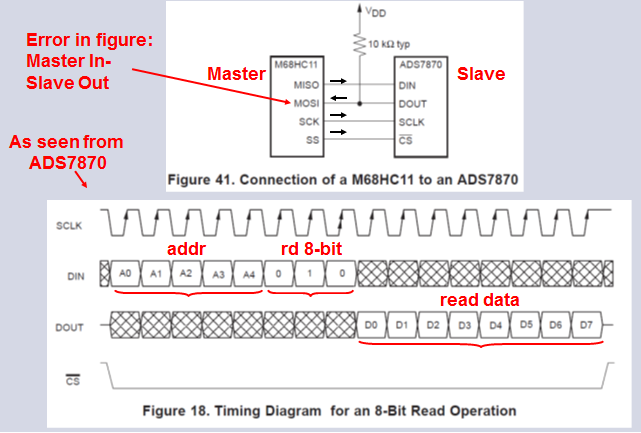 Error in figure:
Master In-
Slave Out
VDD
10 kΩ typ
Master
M68HC11
ADS7870
Slave
MISO
DIN
MOSI
DOUT
SCK
SCLK
SS
CS
As seen from
ADS7870
Figure 41. Connection of a M68HC11 to an ADS7870
SCLK
addr
rd 8-bit
DIN
A0 A1 A2 A3 A4 0 1 0
read data
DOUT
D0 D1 D2 D3 D4 D5 D6 D7
CS
Figure 18. Timing Diagram for an 8-Bit Read Operation